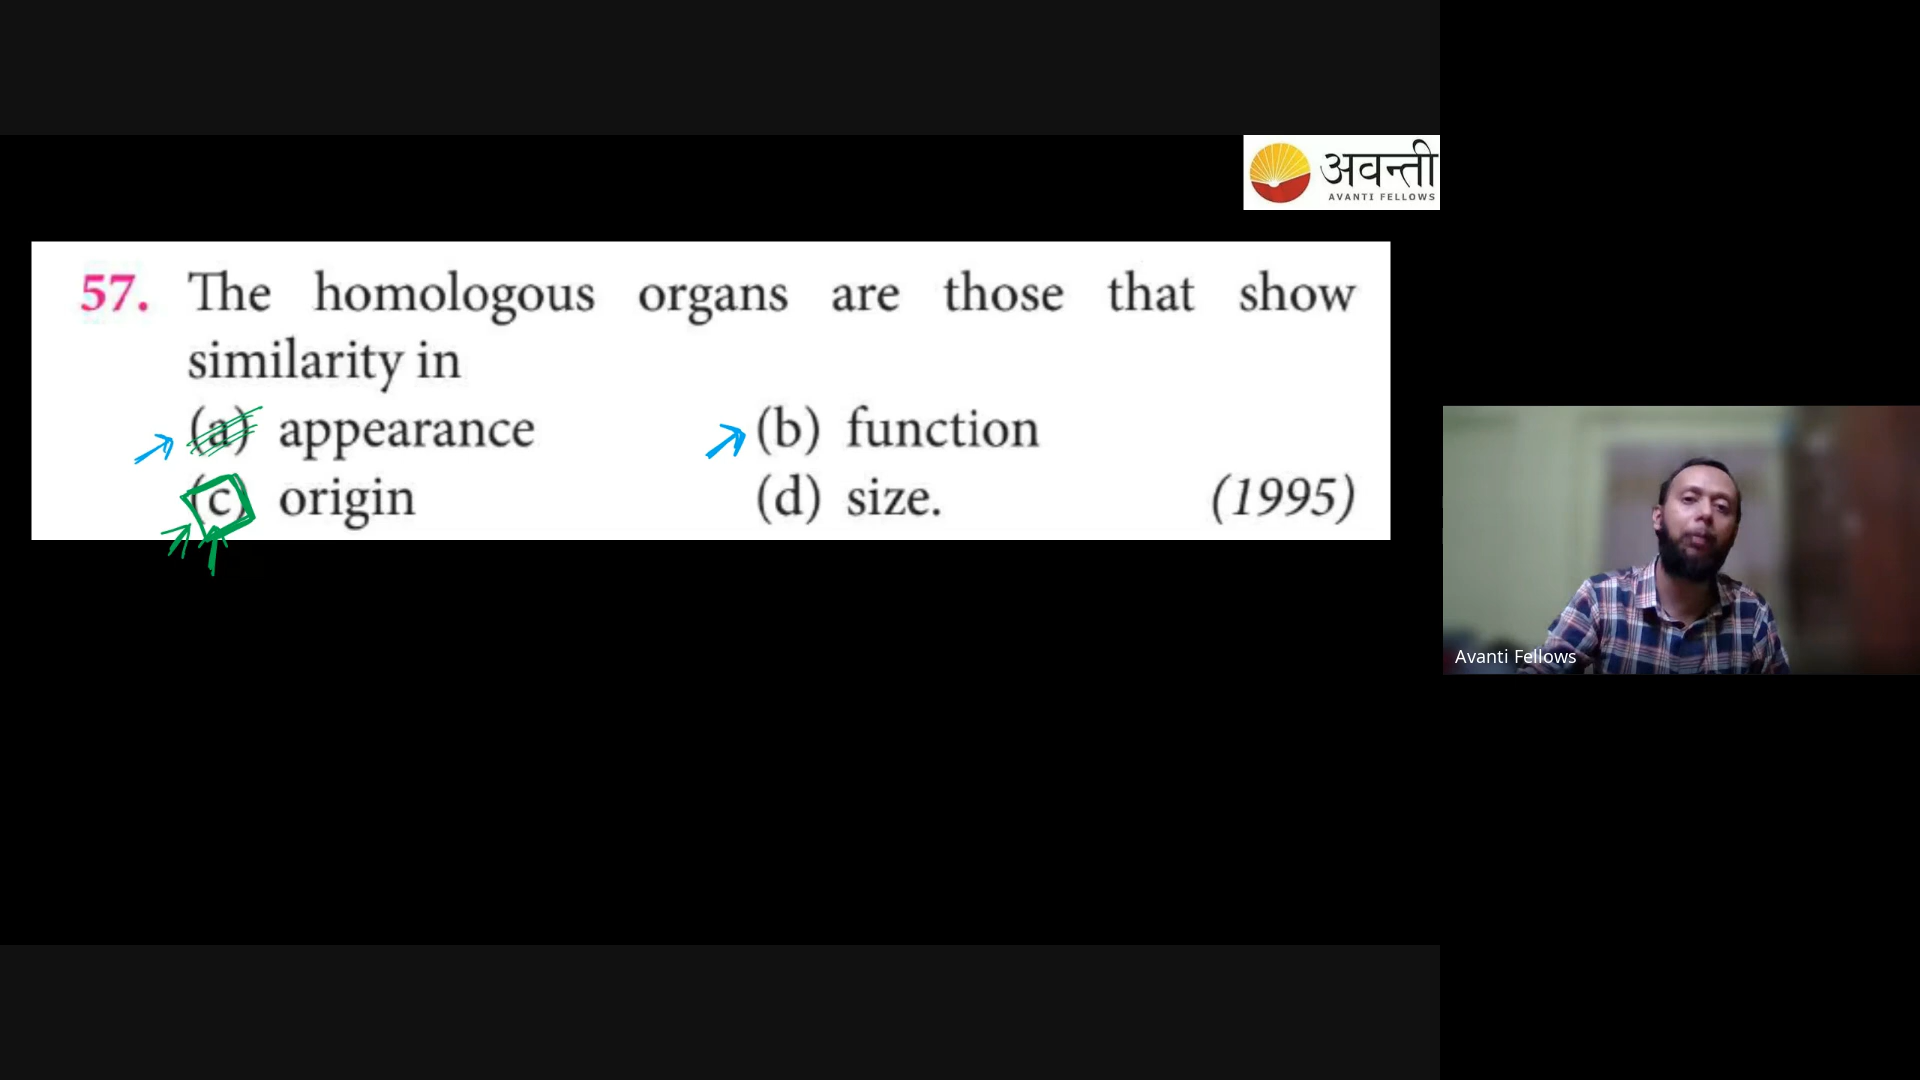 अवन्ती
AVANTI FELLOWS
57. The homologous organs are those that show
similarity in
(a) appearance (b) function
(c) origin (d) size. (1995)
Avanti Fellows